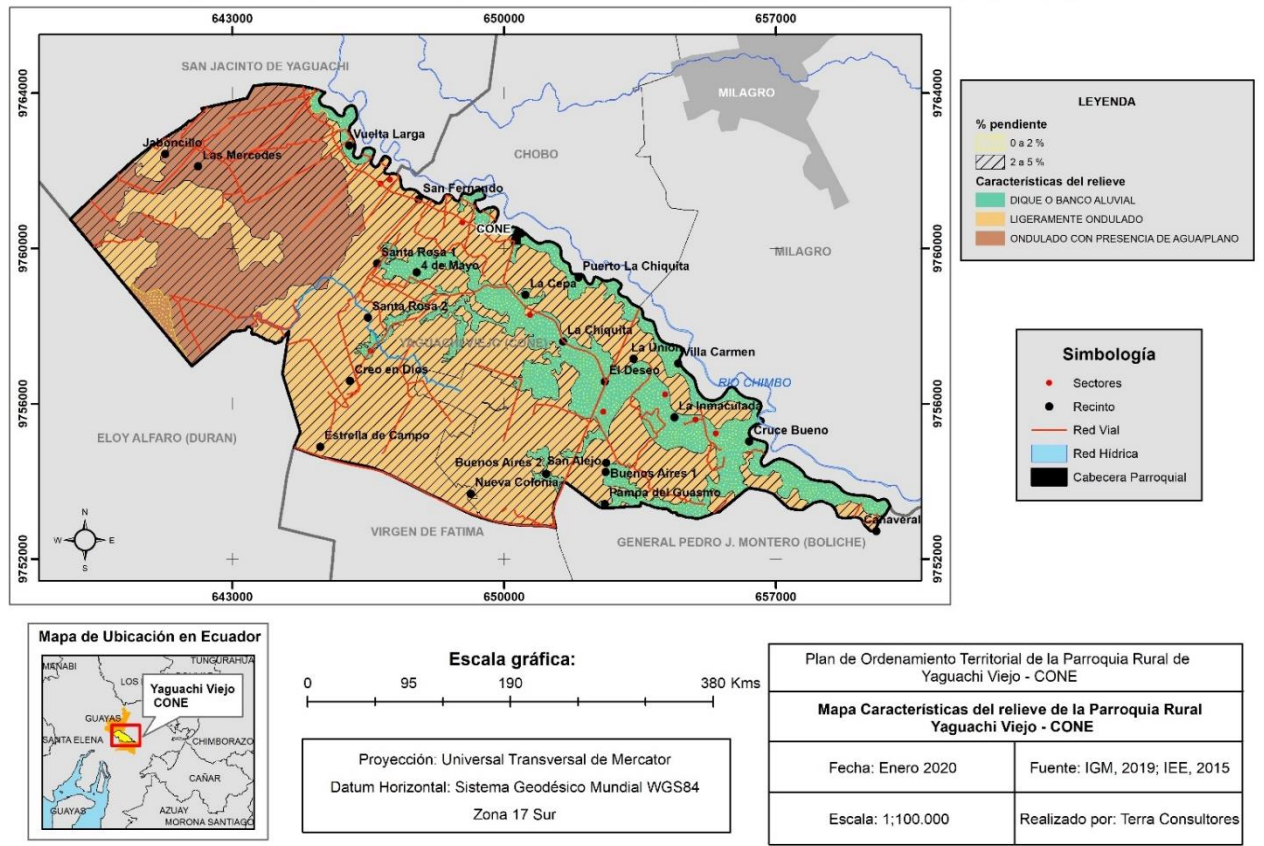 643000
650000
657000
9764000
9764000
9760000
9760000
9756000
9756000
9752000
9752000
643000
650000
657000
SAN JACINTO DE YAGUACHI
MILAGRO
CHOBO
Vuelta Larga
Jaboncillo
Las Mercedes
San Fernando
CONE
MILAGRO
Santa Rosa 1
4 de Mayo
Puerto La Chiquita
La Cepa
Santa Rosa 2
La Chiquita
YAGUACHI VIEJO (CONE)
La Unión
Villa Carmen
Creo en Dios
El Deseo
RIO CHIMBO
La Inmaculada
Cruce Bueno
ELOY ALFARO (DURAN)
Estrella de Campo
Buenos Aires 2
San Alejo
Buenos Aires 1
Nueva Colonia
Pampa del Guasmo
Cañaveral
VIRGEN DE FATIMA
GENERAL PEDRO J. MONTERO (BOLICHE)
N
W
E
S
LEYENDA
% pendiente
0 a 2 %
2 a 5 %
Características del relieve
DIQUE O BANCO ALUVIAL
LIGERAMENTE ONDULADO
ONDULADO CON PRESENCIA DE AGUA/PLANO
Simbología
Sectores
Recinto
Red Vial
Red Hídrica
Cabecera Parroquial
Mapa de Ubicación en Ecuador
MANABI
TUNGURAHUA
Yaguachi Viejo
CONE
GUAYAS
SANTA ELENA
CHIMBORAZO
CAÑAR
GUAYAS
AZUAY
MORONA SANTIAGO
Escala gráfica:
0 95 190 380 Kms
Proyección: Universal Transversal de Mercator
Datum Horizontal: Sistema Geodésico Mundial WGS84
Zona 17 Sur
Plan de Ordenamiento Territorial de la Parroquia Rural de
Yaguachi Viejo - CONE
Mapa Características del relieve de la Parroquia Rural
Yaguachi Viejo - CONE
Fecha: Enero 2020
Fuente: IGM, 2019; IEE, 2015
Escala: 1;100.000
Realizado por: Terra Consultores